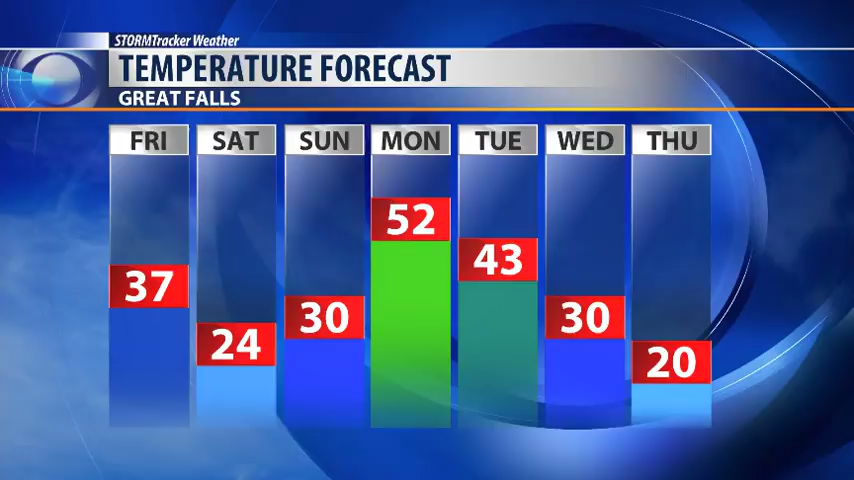 STORMTracker Weather
TEMPERATURE FORECAST
GREAT FALLS
FRI SAT SUN MON TUE WED THU
37 24 30 52 43 30 20